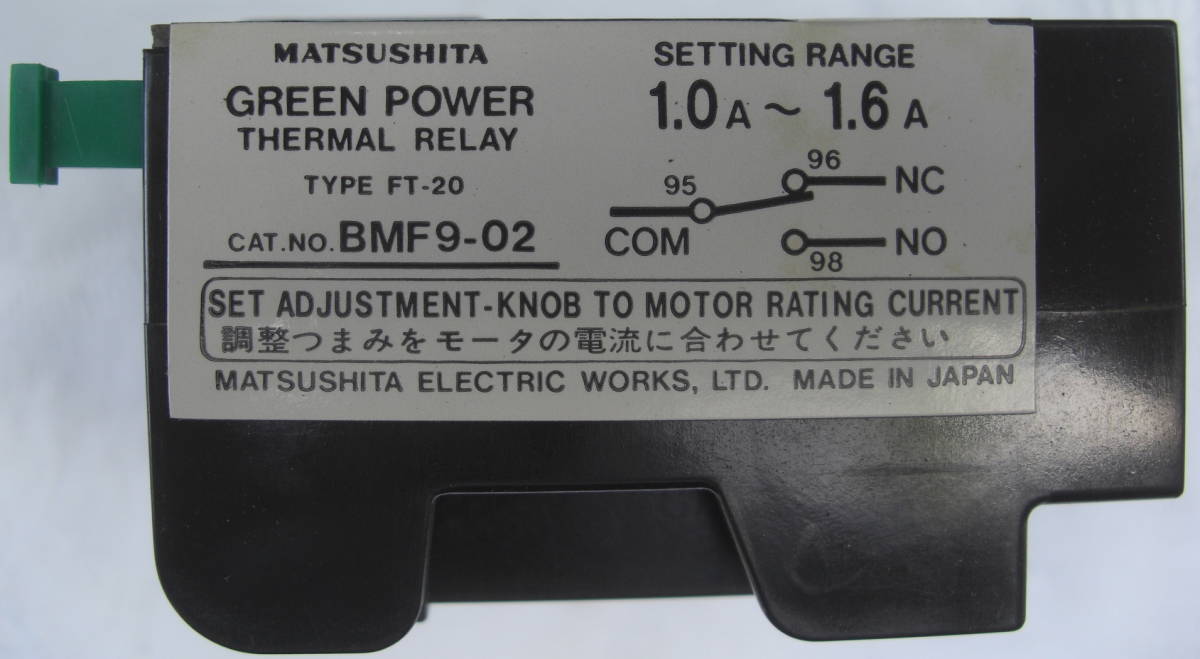 MATSUSHITA
GREEN POWER
THERMAL RELAY
TYPE FT-20
CAT.NO. BMF9-02
SETTING RANGE
1.0A ～ 1.6A
96
95 NC
COM NO
98
SET ADJUSTMENT-KNOB TO MOTOR RATING CURRENT
調整つまみをモータの電流に合わせてください
MATSUSHITA ELECTRIC WORKS, LTD. MADE IN JAPAN